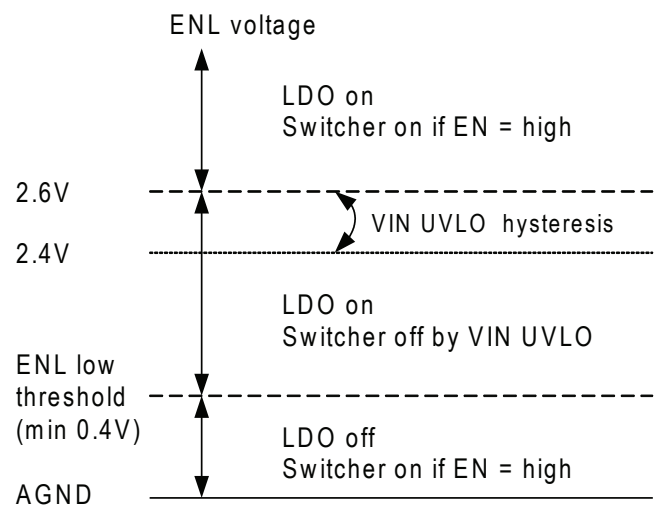 ENL voltage
LDO on
Switcher on if EN = high
2.6V
VIN UVLO hysteresis
2.4V
LDO on
Switcher off by VIN UVLO
ENL low
threshold
(min 0.4V)
LDO off
Switcher on if EN = high
AGND